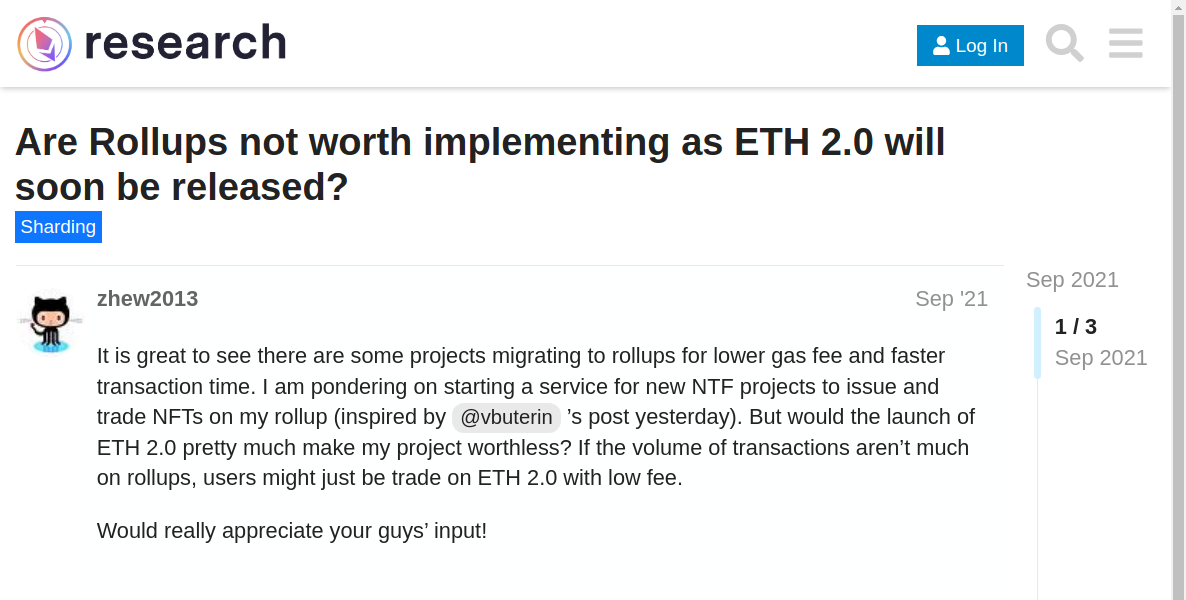 research
Log In
Are Rollups not worth implementing as ETH 2.0 will
soon be released?
Sharding
zhew2013
Sep '21
It is great to see there are some projects migrating to rollups for lower gas fee and faster
transaction time. I am pondering on starting a service for new NTF projects to issue and
trade NFTs on my rollup (inspired by @vbuterin ’s post yesterday). But would the launch of
ETH 2.0 pretty much make my project worthless? If the volume of transactions aren’t much
on rollups, users might just be trade on ETH 2.0 with low fee.
Would really appreciate your guys’ input!
Sep 2021
1 / 3
Sep 2021